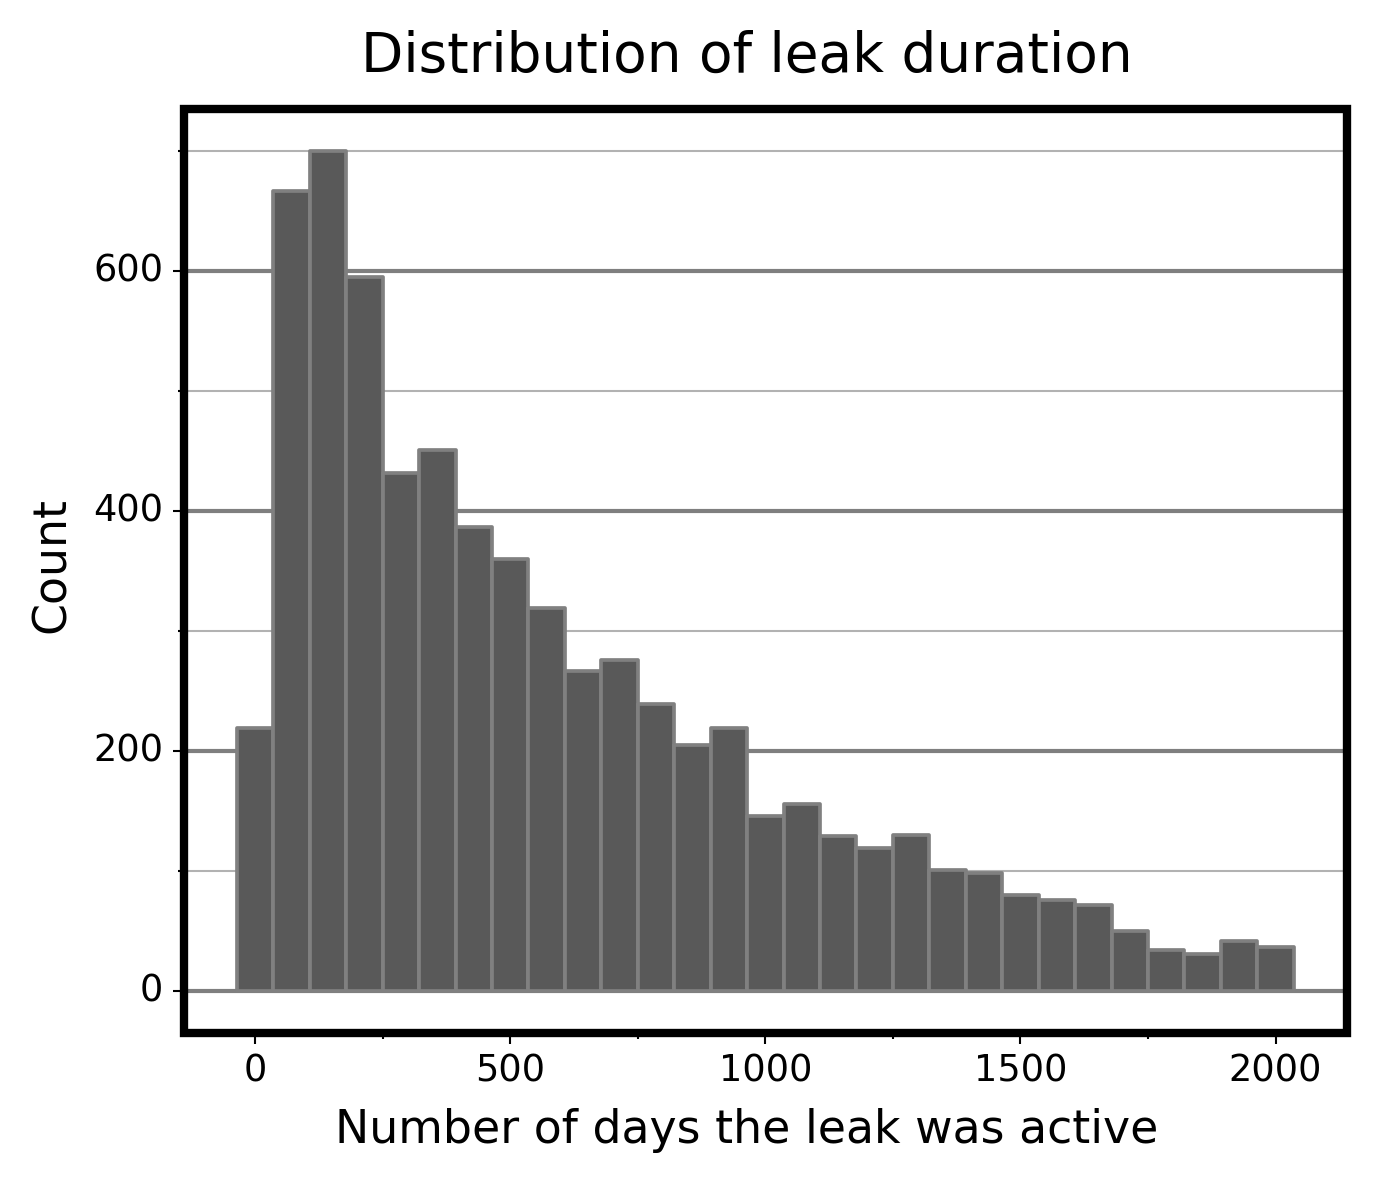 Distribution of leak duration
600
400
200
0
Count
0 500 1000 1500 2000
Number of days the leak was active